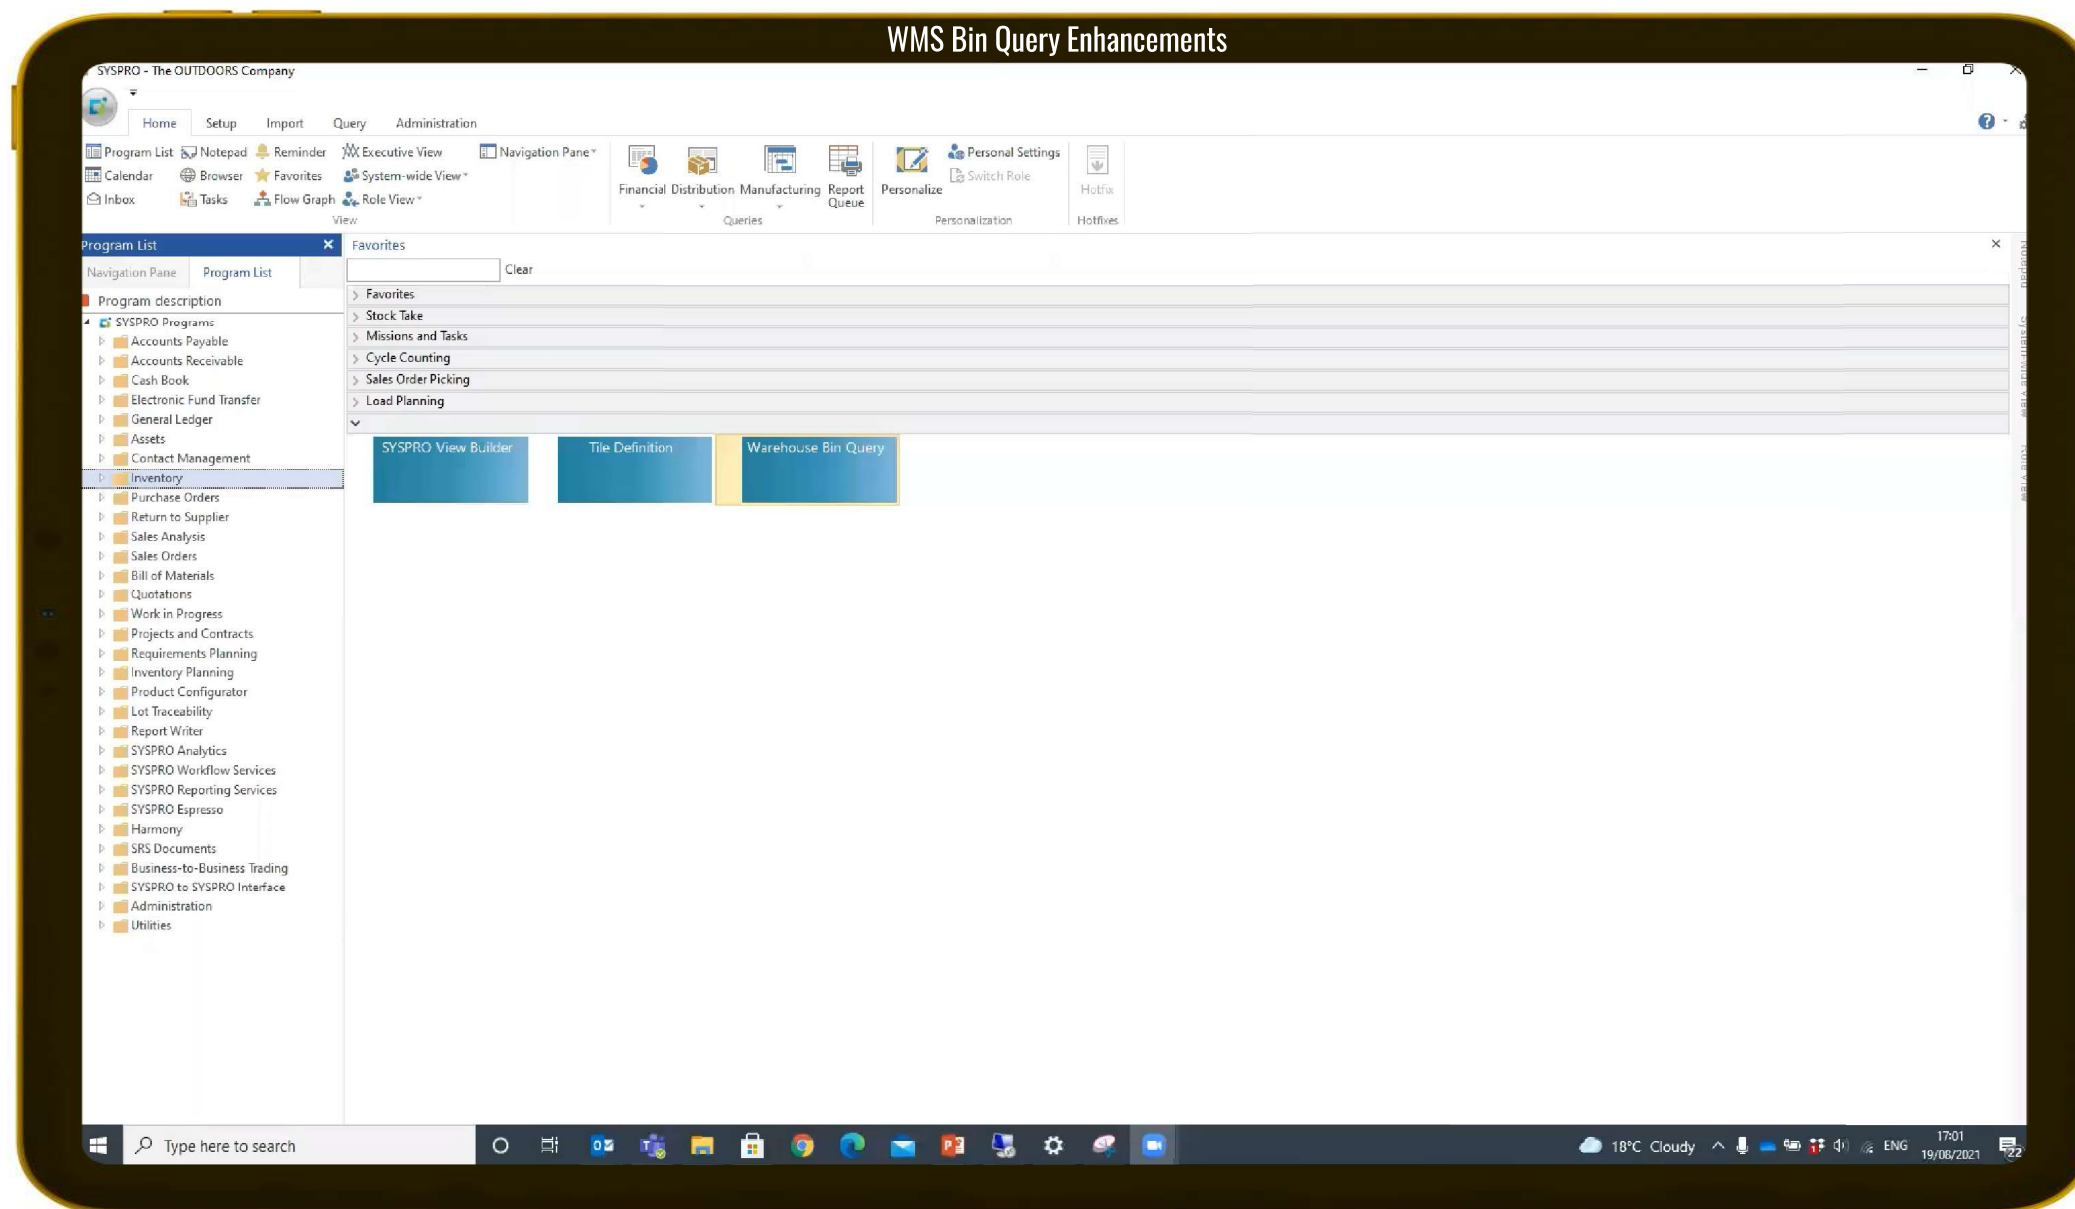 WMS Bin Query Enhancements
SYSPRO - The OUTDOORS Company
Home Setup Import Query Administration
Program List Notepad Reminder Executive View Navigation Pane
Calendar Browser Favorites System-wide View
Inbox Tasks Flow Graph Role View
View
Financial Distribution Manufacturing Report Queue
Queries
Personalize Personal Settings
Switch Role
Personalization
Hotfix
Hotfixes
Program List
Navigation Pane Program List
Program description
SYSPRO Programs
Accounts Payable
Accounts Receivable
Cash Book
Electronic Fund Transfer
General Ledger
Assets
Contact Management
Inventory
Purchase Orders
Return to Supplier
Sales Analysis
Sales Orders
Bill of Materials
Quotations
Work in Progress
Projects and Contracts
Requirements Planning
Inventory Planning
Product Configurator
Lot Traceability
Report Writer
SYSPRO Analytics
SYSPRO Workflow Services
SYSPRO Reporting Services
SYSPRO Espresso
Harmony
SRS Documents
Business-to-Business Trading
SYSPRO to SYSPRO Interface
Administration
Utilities
Favorites
Clear
Favorites
Stock Take
Missions and Tasks
Cycle Counting
Sales Order Picking
Load Planning
SYSPRO View Builder Tile Definition Warehouse Bin Query
Notepad
System-wide View
Role View
Type here to search
18°C Cloudy ENG
17:01
19/08/2021
22